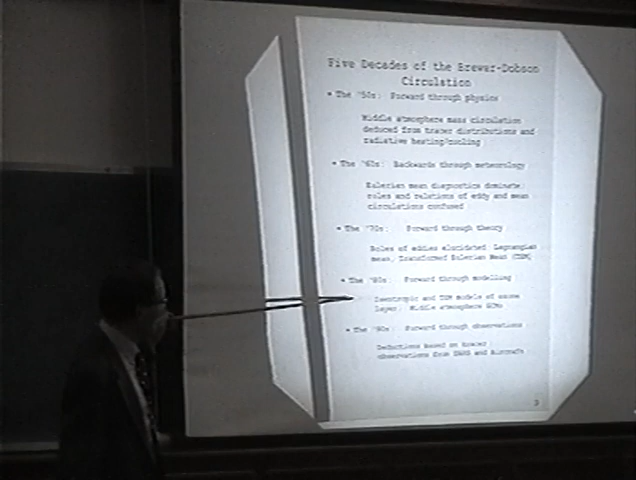 Five Decades of the Brewer-Dobson
Circulation
• The '50s: Forward through physics
Middle atmosphere mass circulation
deduced from tracer distributions and
radiative heating/cooling
• The '60s: Backwards through meteorology
Eulerian mean diagnostics dominate:
roles and relations of eddy and mean
circulations confused
• The '70s: Forward through theory
Roles of eddies elucidated: Lagrangian
mean, Transformed Eulerian Mean (TEM)
• The '80s: Forward through modelling
Isentropic and TEM models of ozone
layer: Middle atmosphere GCMs
• The '90s: Forward through observations
Deductions based on tracer
observations from UARS and Aircraft